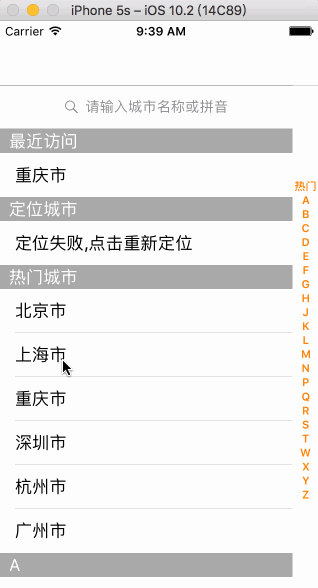 iPhone 5s – iOS 10.2 (14C89)
Carrier 9:39 AM
请输入城市名称或拼音
最近访问
重庆市
定位城市
定位失败,点击重新定位
热门城市
北京市
上海市
重庆市
深圳市
杭州市
广州市
A
热门
A
B
C
D
E
F
G
H
J
K
L
M
N
P
Q
R
S
T
W
X
Y
Z